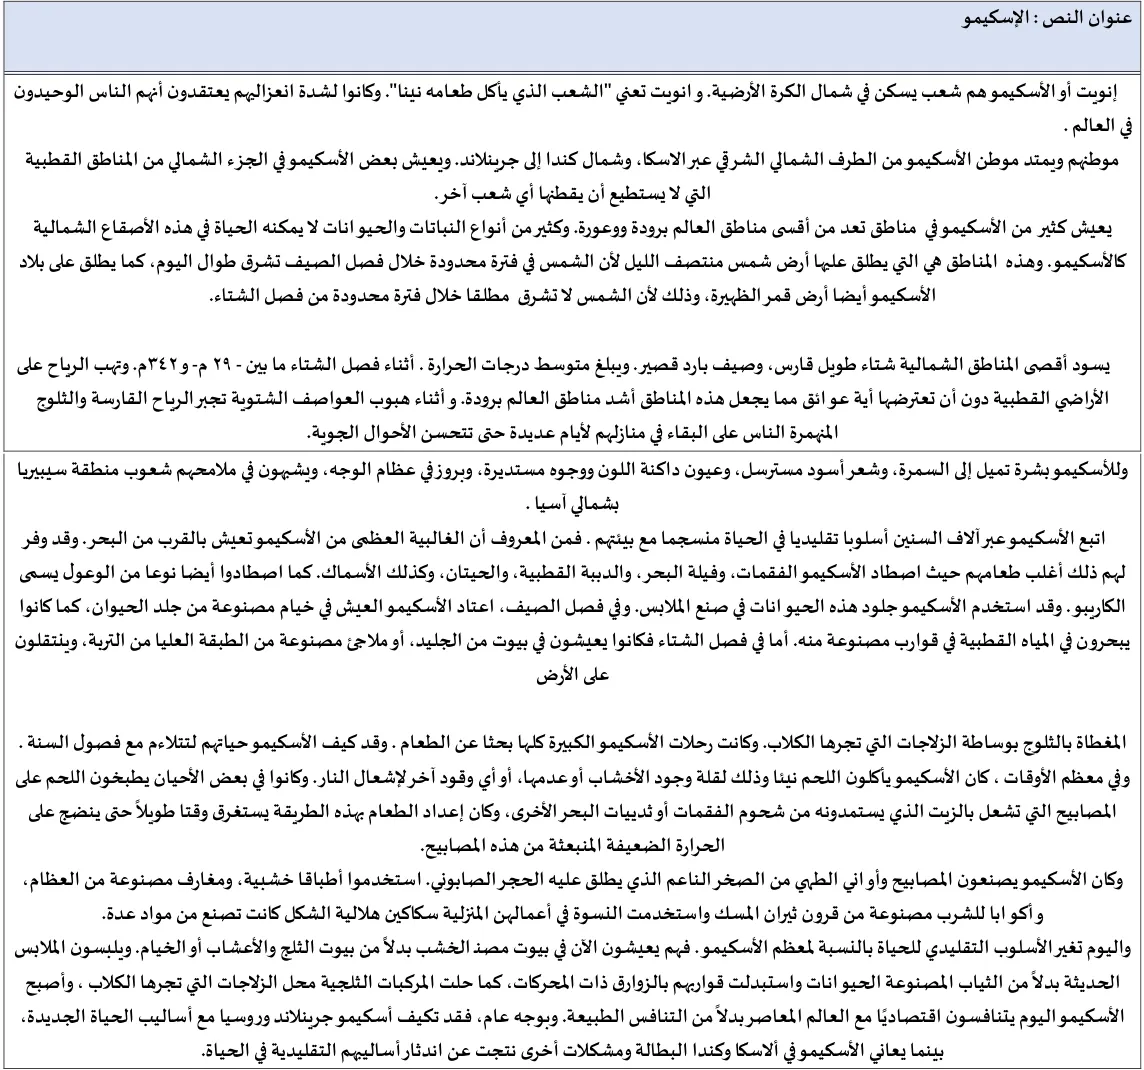 عنوان النص : الإسكيمو
إنويت أو الأسكيمو هم شعب يسكن في شمال الكرة الأرضية. و انويت تعني "الشعب الذي يأكل طعامه نيئا". وكانوا لشدة انعزاليهم يعتقدون أنهم الناس الوحيدون
في العالم .
موطنهم ويمتد موطن الأسكيمو من الطرف الشمالي الشرقي عبر الاسكا، وشمال كندا إلى جرينلاند. ويعيش بعض الأسكيمو في الجزء الشمالي من المناطق القطبية
التي لا يستطيع أن يقطنها أي شعب آخر.
يعيش كثير من الأسكيمو في مناطق تعد من أقسى مناطق العالم برودة ووعورة. وكثير من أنواع النباتات والحيو انات لا يمكنه الحياة في هذه الأصقاع الشمالية
كالأسكيمو. وهذه المناطق هي التي يطلق عليها أرض شمس منتصف الليل لأن الشمس في فترة محدودة خلال فصل الصيف تشرق طوال اليوم، كما يطلق على بلاد
الأسكيمو أيضا أرض قمر الظهيرة، وذلك لأن الشمس لا تشرق مطلقا خلال فترة محدودة من فصل الشتاء.
يسود أقصى المناطق الشمالية شتاء طويل قارس، وصيف بارد قصير. ويبلغ متوسط درجات الحرارة . أثناء فصل الشتاء ما بين - ٢٩ م- و٣٤٢م. وتهب الرياح على
الأراضي القطبية دون أن تعترضها أية عو ائق مما يجعل هذه المناطق أشد مناطق العالم برودة. و أثناء هبوب العواصف الشتوية تجبر الرياح القارسة والثلوج
المنهمرة الناس على البقاء في منازلهم لأيام عديدة حتى تتحسن الأحوال الجوية.
وللأسكيمو بشرة تميل إلى السمرة، وشعر أسود مسترسل، وعيون داكنة اللون ووجوه مستديرة، وبروز في عظام الوجه، ويشبهون في ملامحهم شعوب منطقة سيبيريا
بشمالي آسيا .
اتبع الأسكيمو عبر آلاف السنين أسلوبا تقليديا في الحياة منسجما مع بيئتهم . فمن المعروف أن الغالبية العظمى من الأسكيمو تعيش بالقرب من البحر. وقد وفر
لهم ذلك أغلب طعامهم حيث اصطاد الأسكيمو الفقمات، وفيلة البحر، والدببة القطبية، والحيتان، وكذلك الأسماك. كما اصطادوا أيضا نوعا من الوعول يسمى
الكاريبو . وقد استخدم الأسكيمو جلود هذه الحيو انات في صنع الملابس. وفي فصل الصيف، اعتاد الأسكيمو العيش في خيام مصنوعة من جلد الحيوان، كما كانوا
يبحرون في المياه القطبية في قوارب مصنوعة منه. أما في فصل الشتاء فكانوا يعيشون في بيوت من الجليد، أو ملاجئ مصنوعة من الطبقة العليا من التربة، وينتقلون
على الأرض
المغطاة بالثلوج بوساطة الزلاجات التي تجرها الكلاب. وكانت رحلات الأسكيمو الكبيرة كلها بحثا عن الطعام . وقد كيف الأسكيمو حياتهم لتتلاءم مع فصول السنة .
وفي معظم الأوقات ، كان الأسكيمو يأكلون اللحم نيئا وذلك لقلة وجود الأخشاب أو عدمها، أو أي وقود آخر لإشعال النار. وكانوا في بعض الأحيان يطبخون اللحم على
المصابيح التي تشعل بالزيت الذي يستمدونه من شحوم الفقمات أو ثدييات البحر الأخرى، وكان إعداد الطعام بهذه الطريقة يستغرق وقتا طويلاً حتى ينضج على
الحرارة الضعيفة المنبعثة من هذه المصابيح.
وكان الأسكيمو يصنعون المصابيح وأو اني الطهي من الصخر الناعم الذي يطلق عليه الحجر الصابوني. استخدموا أطباقا خشبية، ومغارف مصنوعة من العظام،
و أكو ابا للشرب مصنوعة من قرون ثيران المسك واستخدمت النسوة في أعمالهن المنزلية سكاكين هلالية الشكل كانت تصنع من مواد عدة.
واليوم تغير الأسلوب التقليدي للحياة بالنسبة لمعظم الأسكيمو . فهم يعيشون الآن في بيوت مصنـ الخشب بدلاً من بيوت الثلج والأعشاب أو الخيام. ويلبسون الملابس
الحديثة بدلاً من الثياب المصنوعة الحيو انات واستبدلت قواربهم بالزوارق ذات المحركات، كما حلت المركبات الثلجية محل الزلاجات التي تجرها الكلاب ، وأصبح
الأسكيمو اليوم يتنافسون اقتصاديًا مع العالم المعاصر بدلاً من التنافس الطبيعة. وبوجه عام، فقد تكيف أسكيمو جرينلاند وروسيا مع أساليب الحياة الجديدة،
بينما يعاني الأسكيمو في ألاسكا وكندا البطالة ومشكلات أخرى نتجت عن اندثار أساليبهم التقليدية في الحياة.